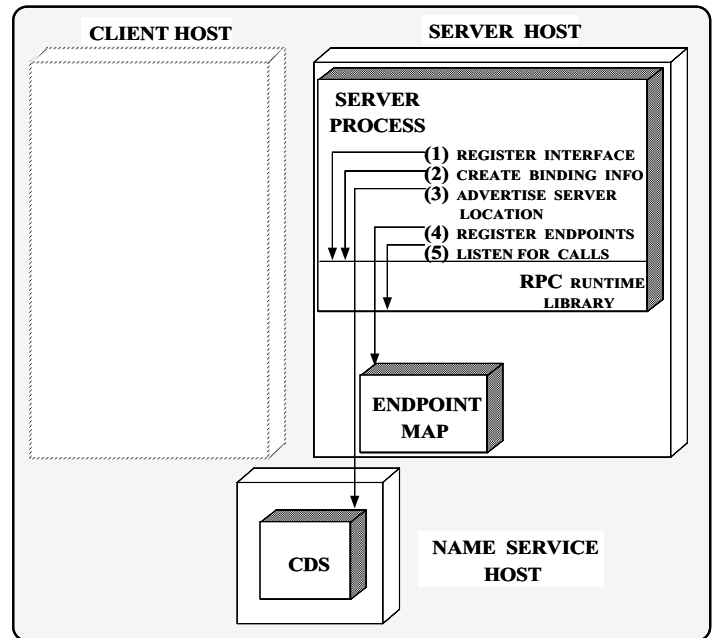 CLIENT HOST
SERVER HOST
SERVER
PROCESS
(1) REGISTER INTERFACE
(2) CREATE BINDING INFO
(3) ADVERTISE SERVER
LOCATION
(4) REGISTER ENDPOINTS
(5) LISTEN FOR CALLS
RPC RUNTIME
LIBRARY
ENDPOINT
MAP
CDS
NAME SERVICE
HOST